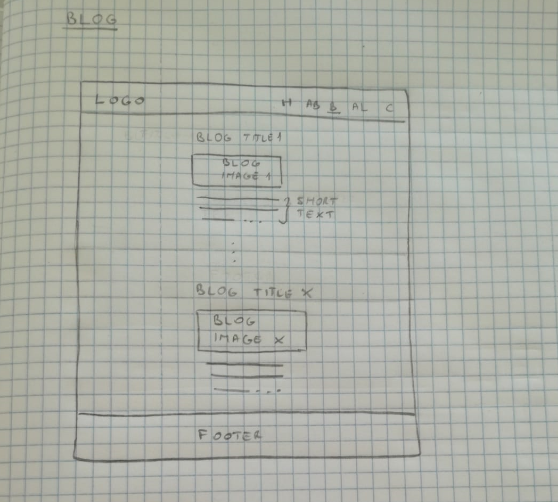 BLOG
LOGO H AB B AL C
BLOG TITLE 1
BLOG
IMAGE 1
SHORT
TEXT
BLOG TITLE X
BLOG
IMAGE X
FOOTER